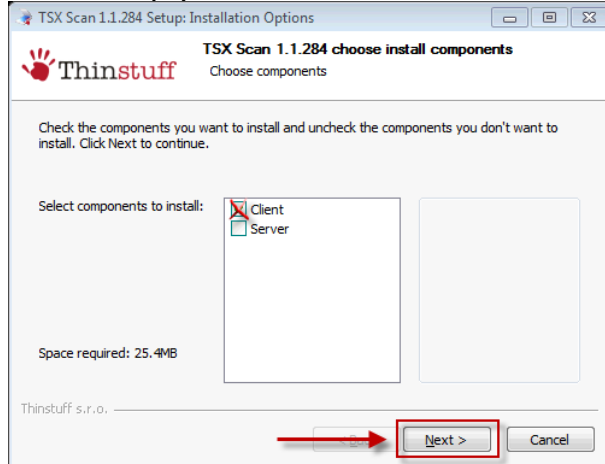 TSX Scan 1.1.284 Setup: Installation Options
Thinstuff
TSX Scan 1.1.284 choose install components
Choose components
Check the components you want to install and uncheck the components you don't want to
install. Click Next to continue.
Select components to install:
Client
Server
Space required: 25.4MB
Thinstuff s.r.o.
Next >
Cancel